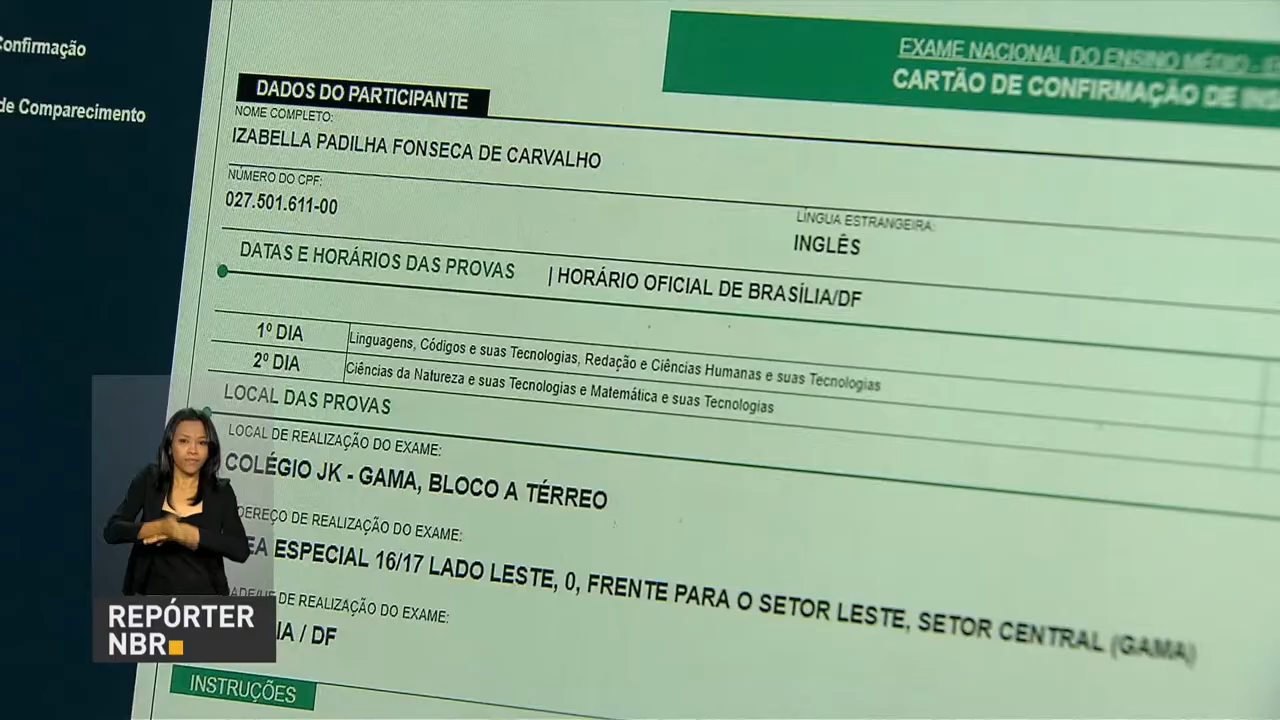 Confirmação
de Comparecimento
EXAME NACIONAL DO ENSINO MÉDIO -
CARTÃO DE CONFIRMAÇÃO DE
DADOS DO PARTICIPANTE
NOME COMPLETO:
IZABELLA PADILHA FONSECA DE CARVALHO
NÚMERO DO CPF:
027.501.611-00
LÍNGUA ESTRANGEIRA:
INGLÊS
DATAS E HORÁRIOS DAS PROVAS | HORÁRIO OFICIAL DE BRASÍLIA/DF
1º DIA Linguagens, Códigos e suas Tecnologias, Redação e Ciências Humanas e suas Tecnologias
2º DIA Ciências da Natureza e suas Tecnologias e Matemática e suas Tecnologias
LOCAL DAS PROVAS
LOCAL DE REALIZAÇÃO DO EXAME:
COLÉGIO JK - GAMA, BLOCO A TÉRREO
DE REALIZAÇÃO DO EXAME:
ESPECIAL 16/17 LADO LESTE, 0, FRENTE PARA O SETOR LESTE, SETOR CENTRAL (GAMA)
DE REALIZAÇÃO DO EXAME:
/ DF
INSTRUÇÕES
REPÓRTER
NBR